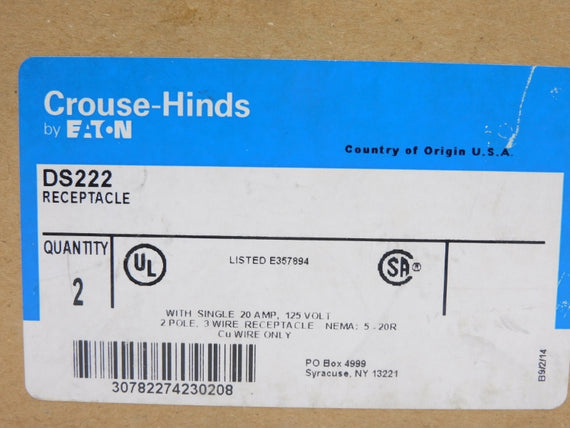 Crouse-Hinds
by EATON
Country of Origin U.S.A.
DS222
RECEPTACLE
QUANTITY
2
UL
LISTED E357894
SA ®
WITH SINGLE 20 AMP, 125 VOLT
2 POLE, 3 WIRE RECEPTACLE NEMA: 5-20R
Cu WIRE ONLY
30782274230208
PO Box 4999
Syracuse, NY 13221
B9/2/14